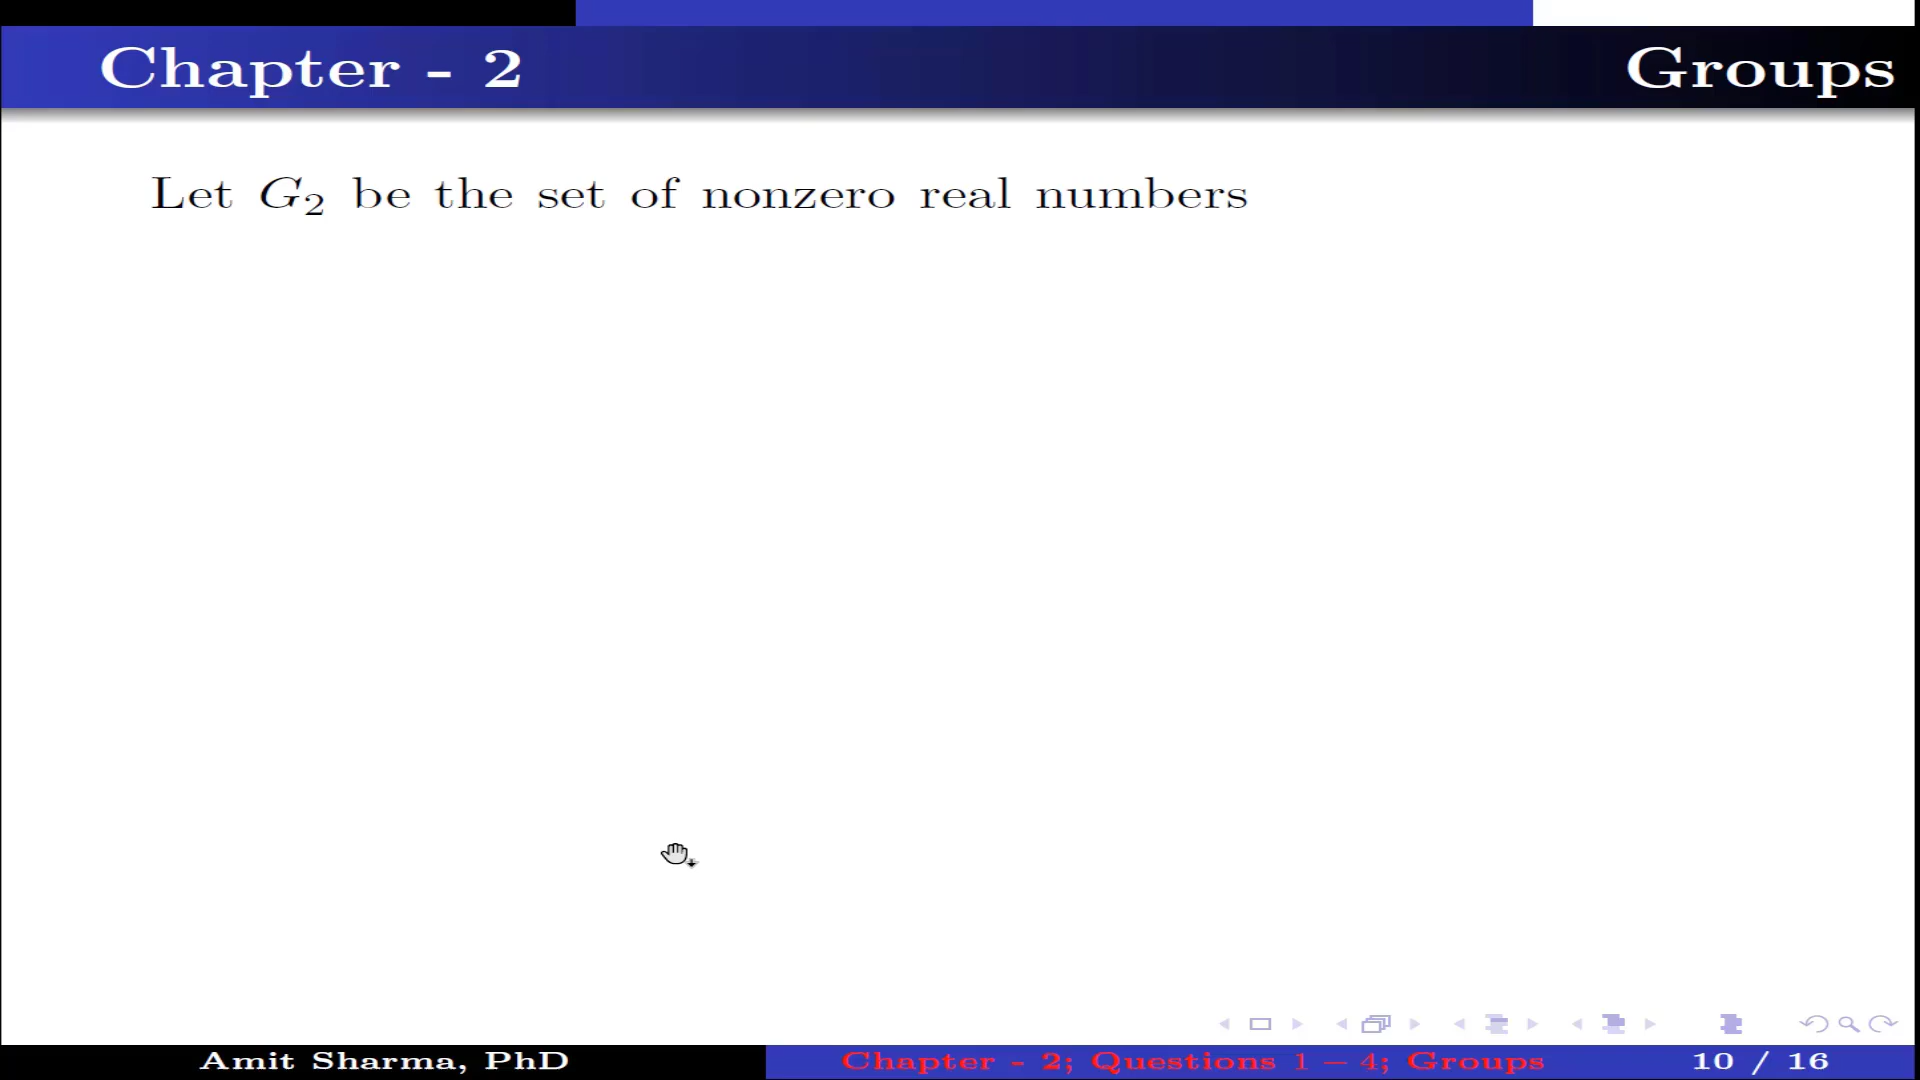 Chapter - 2 Groups
Let G₂ be the set of nonzero real numbers
Amit Sharma, PhD Chapter - 2; Questions 1 – 4; Groups 10 / 16